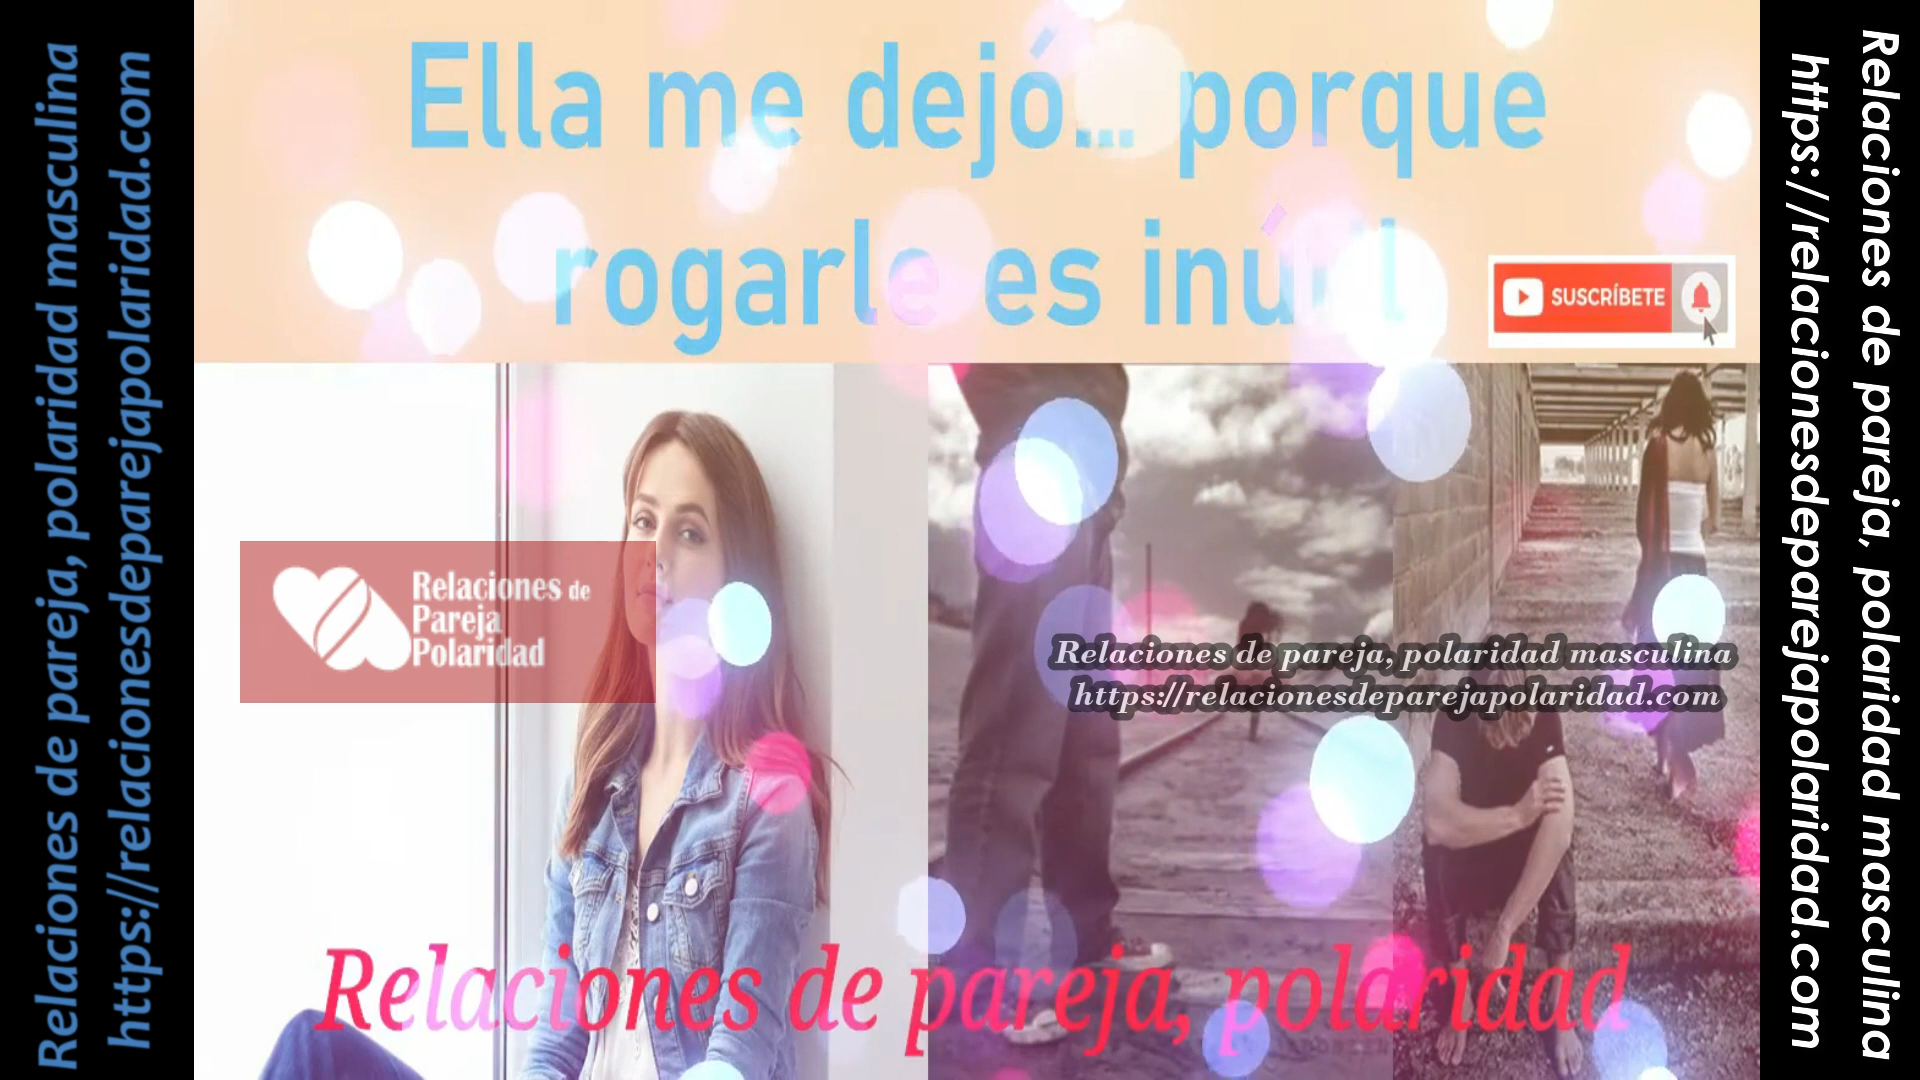 Relaciones de pareja, polaridad masculina
https://relacionesdeparejapolaridad.com
Ella me dejó... porque
rogarle es inútil
SUSCRÍBETE
Relaciones de
Pareja
Polaridad
Relaciones de pareja, polaridad masculina
https://relacionesdeparejapolaridad.com
Relaciones de pareja, polaridad
Relaciones de pareja, polaridad masculina
https://relacionesdeparejapolaridad.com